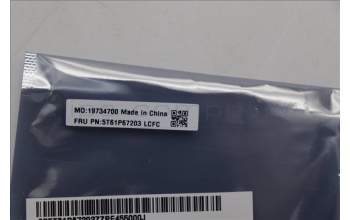 MO:19734700 Made in China
FRU PN:5T61P67203 LCFC